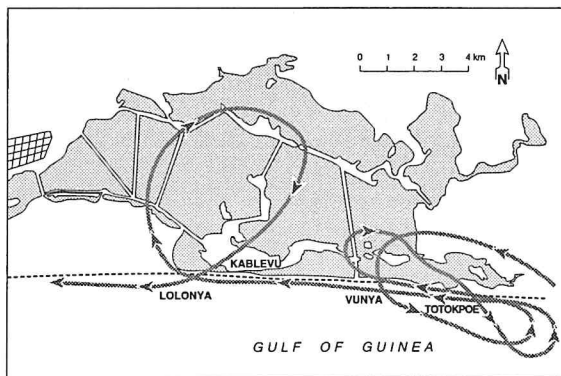 0 1 2 3 4 km
N
KABLEVU
LOLONYA
VUNYA
TOTOKPOE
GULF OF GUINEA